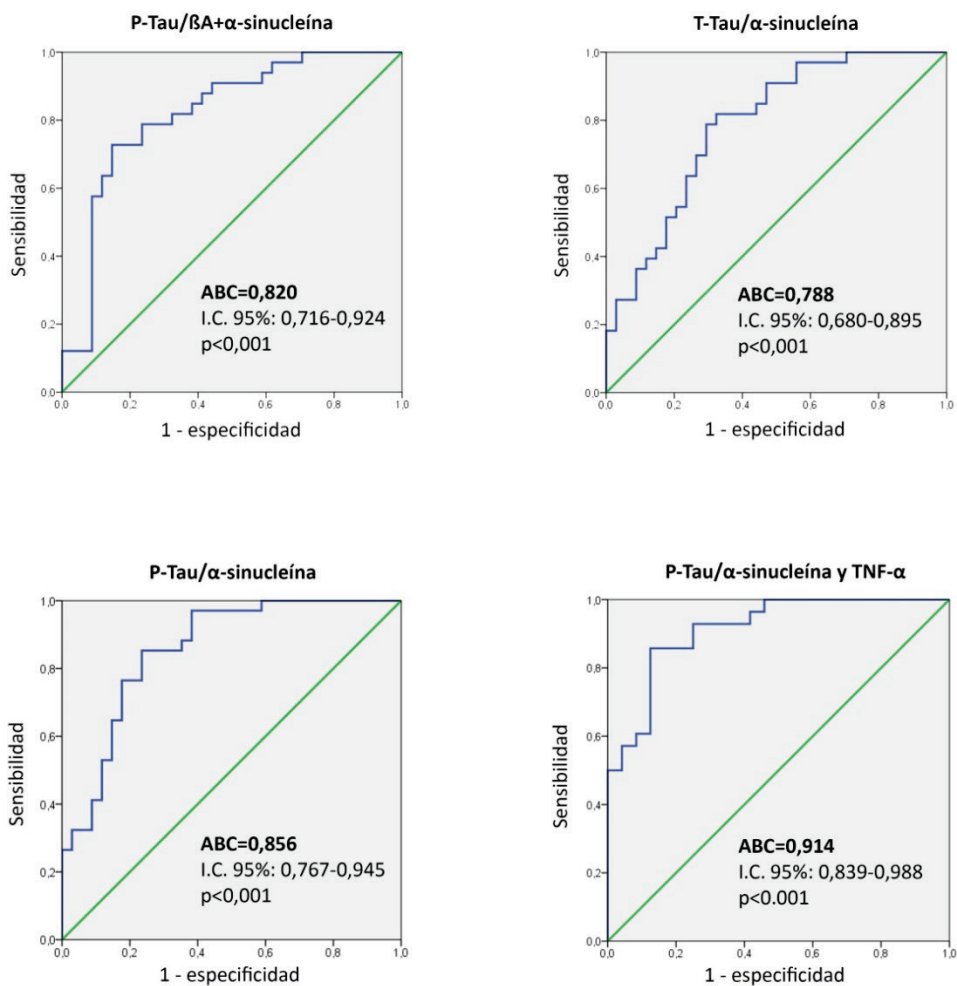 P-Tau/ßA+α-sinucleína
1,0
0,8
0,6
0,4
0,2
0,0
0,0
0,2
0,4
0,6
0,8
1,0
Sensibilidad
ABC=0,820
I.C. 95%: 0,716-0,924
p<0,001
1 - especificidad
T-Tau/α-sinucleína
1,0
0,8
0,6
0,4
0,2
0,0
0,0
0,2
0,4
0,6
0,8
1,0
Sensibilidad
ABC=0,788
I.C. 95%: 0,680-0,895
p<0,001
1 - especificidad
P-Tau/α-sinucleína
1,0
0,8
0,6
0,4
0,2
0,0
0,0
0,2
0,4
0,6
0,8
1,0
Sensibilidad
ABC=0,856
I.C. 95%: 0,767-0,945
p<0,001
1 - especificidad
P-Tau/α-sinucleína y TNF-α
1,0
0,8
0,6
0,4
0,2
0,0
0,0
0,2
0,4
0,6
0,8
1,0
Sensibilidad
ABC=0,914
I.C. 95%: 0,839-0,988
p<0.001
1 - especificidad